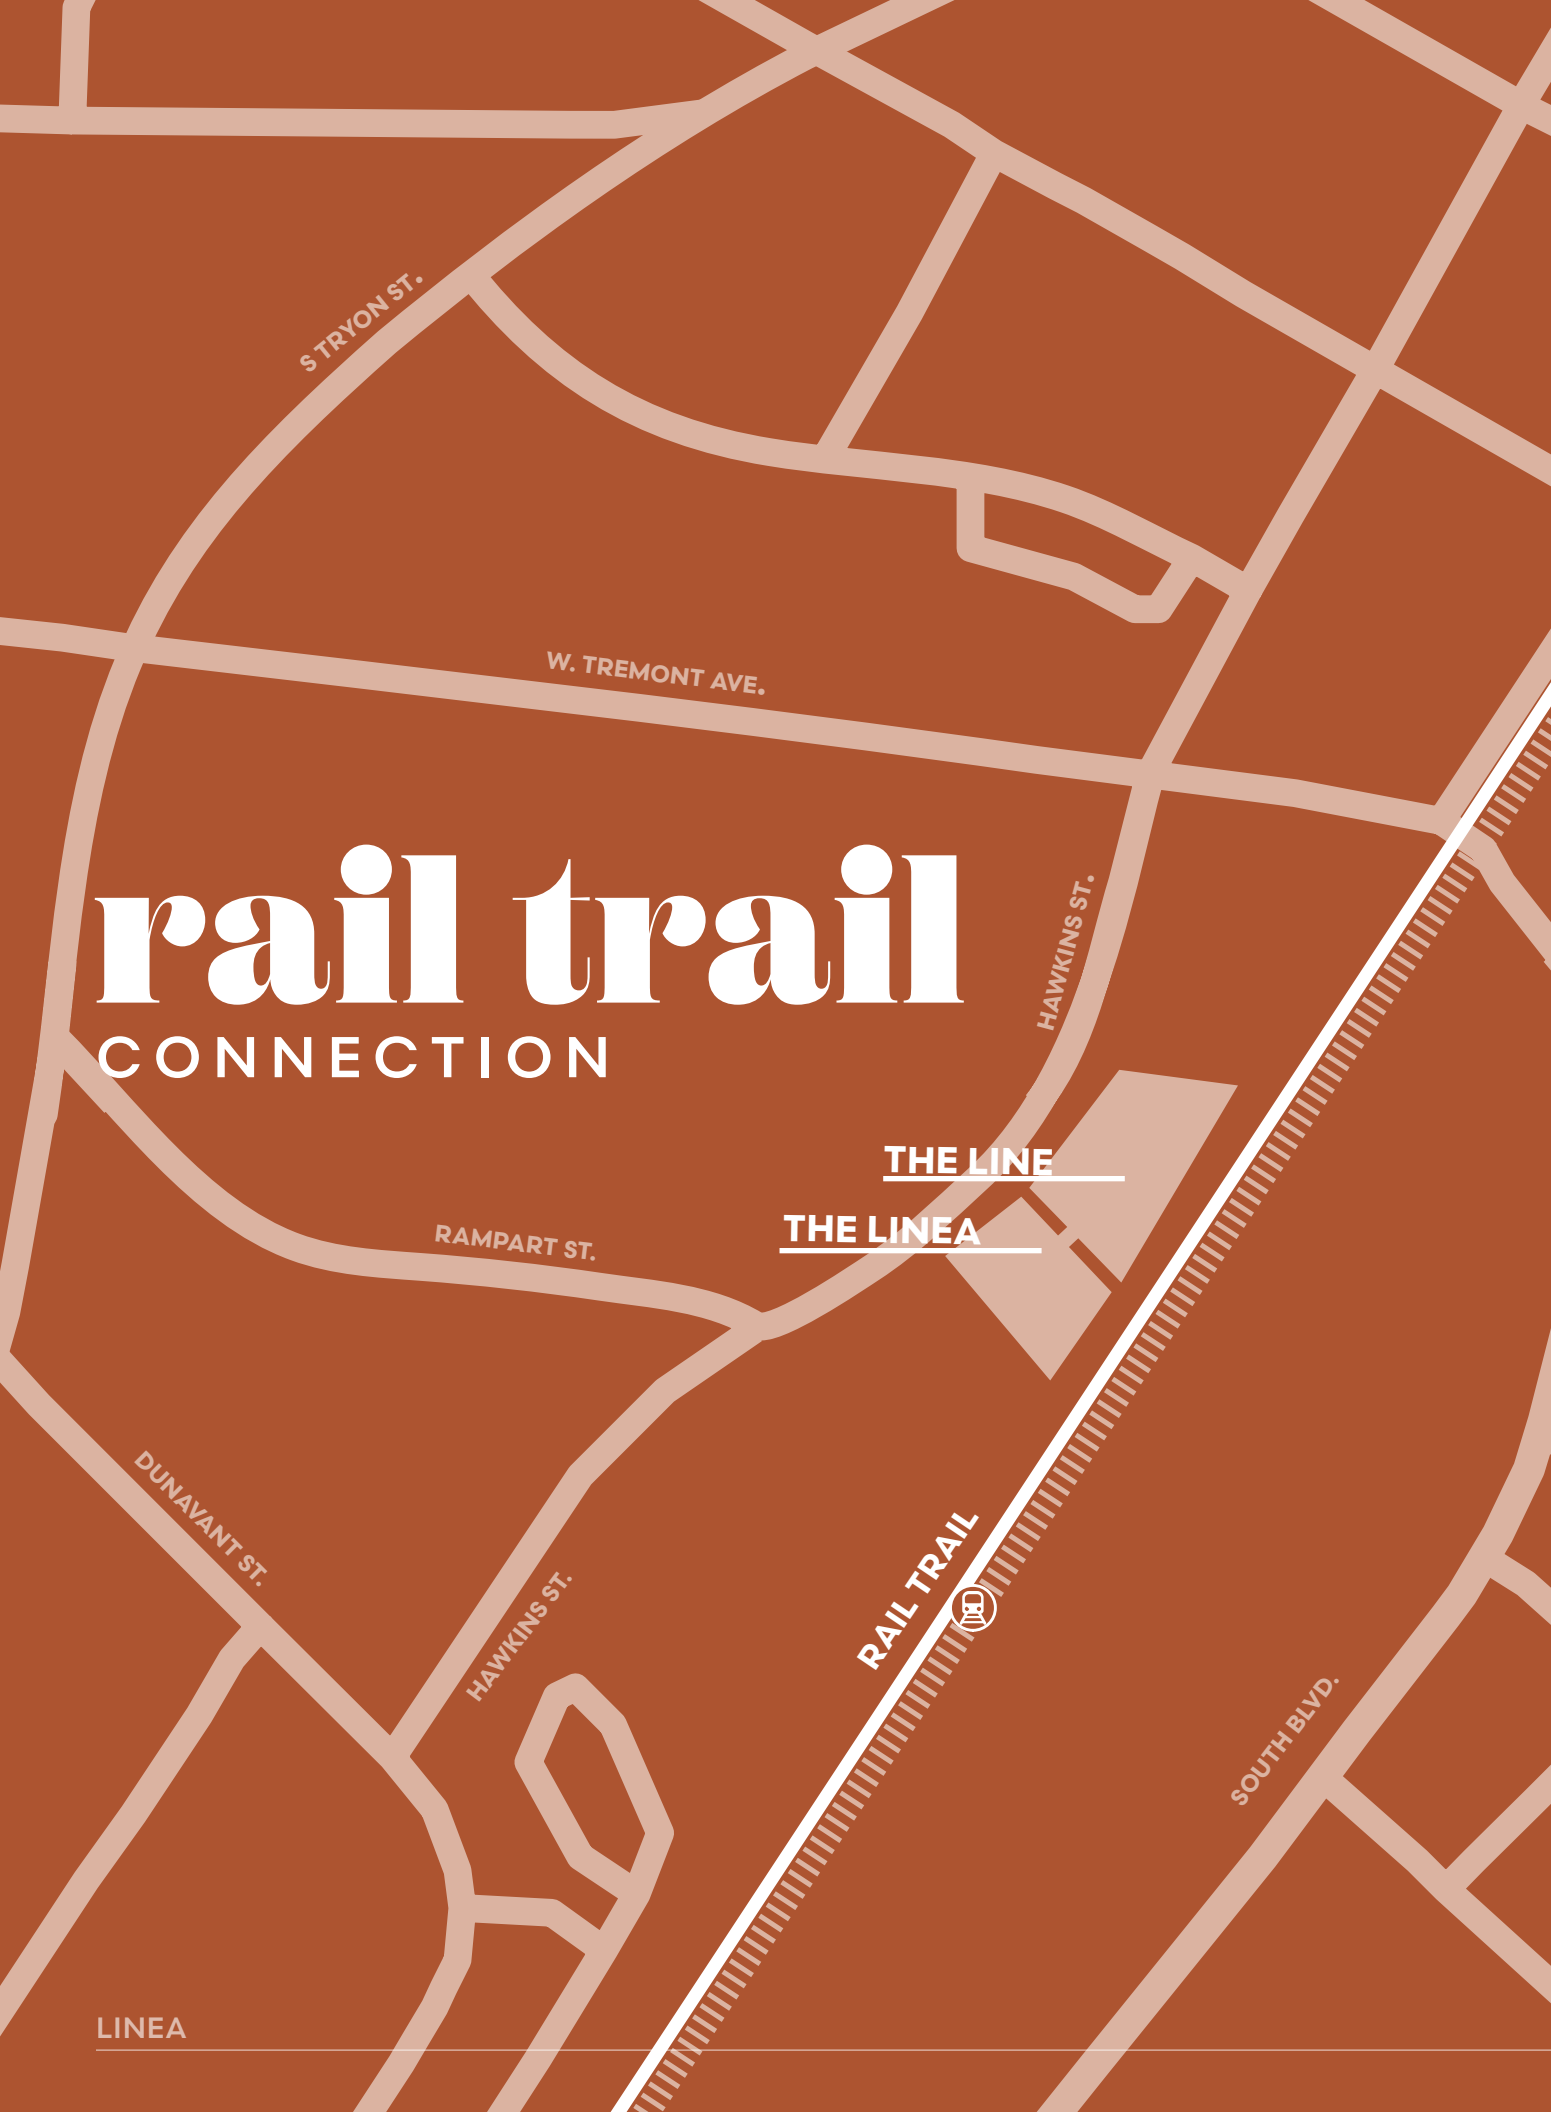 S TRYON ST.
W. TREMONT AVE.
rail trail
CONNECTION
HAWKINS ST.
THE LINE
THE LINEA
RAMPART ST.
DUNAVANT ST.
HAWKINS ST.
RAIL TRAIL
SOUTH BLVD.
LINEA